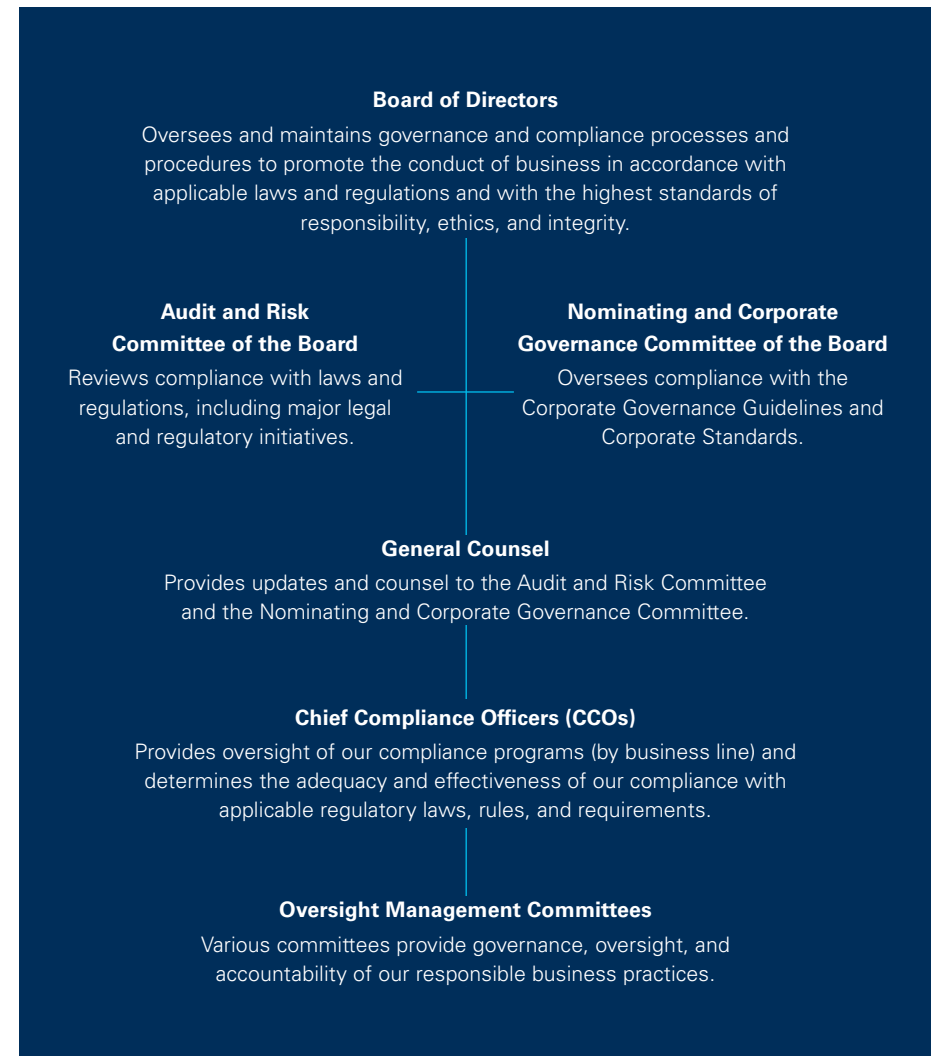 Board of Directors
Oversees and maintains governance and compliance processes and
procedures to promote the conduct of business in accordance with
applicable laws and regulations and with the highest standards of
responsibility, ethics, and integrity.
Audit and Risk
Committee of the Board
Reviews compliance with laws and
regulations, including major legal
and regulatory initiatives.
Nominating and Corporate
Governance Committee of the Board
Oversees compliance with the
Corporate Governance Guidelines and
Corporate Standards.
General Counsel
Provides updates and counsel to the Audit and Risk Committee
and the Nominating and Corporate Governance Committee.
Chief Compliance Officers (CCOs)
Provides oversight of our compliance programs (by business line) and
determines the adequacy and effectiveness of our compliance with
applicable regulatory laws, rules, and requirements.
Oversight Management Committees
Various committees provide governance, oversight, and
accountability of our responsible business practices.